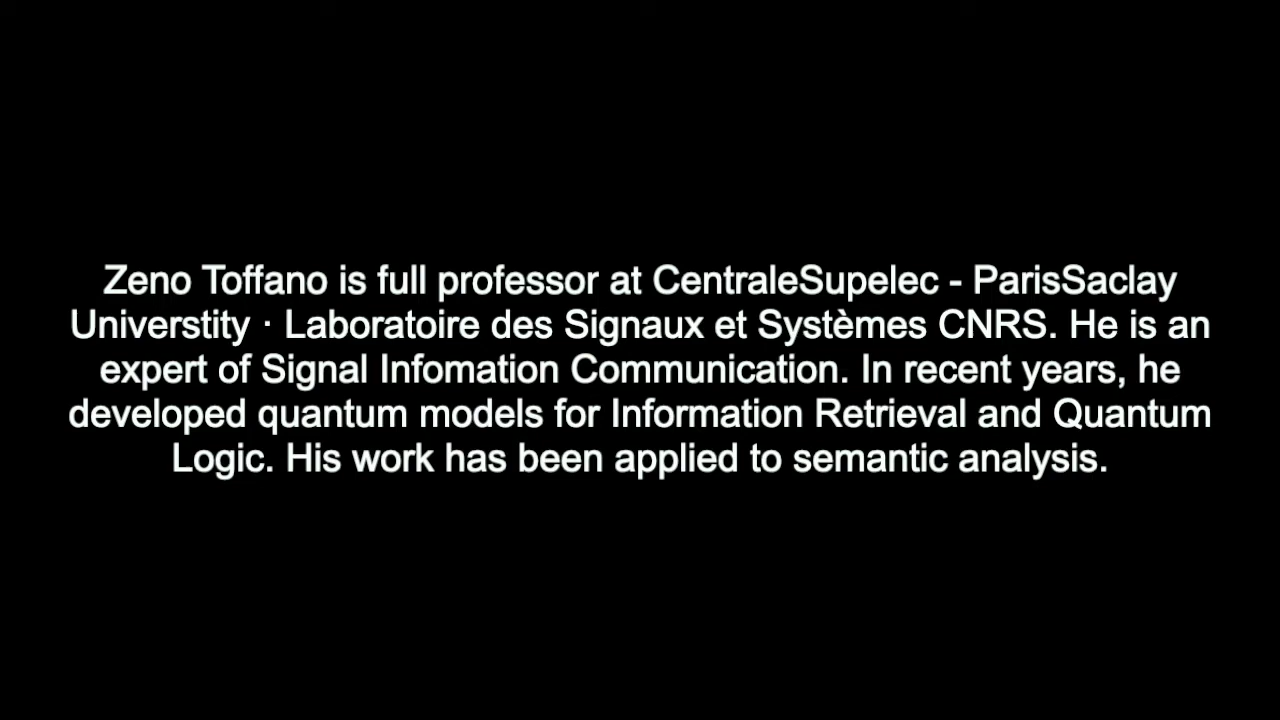 Zeno Toffano is full professor at CentraleSupelec - ParisSaclay
Universtity · Laboratoire des Signaux et Systèmes CNRS. He is an
expert of Signal Infomation Communication. In recent years, he
developed quantum models for Information Retrieval and Quantum
Logic. His work has been applied to semantic analysis.